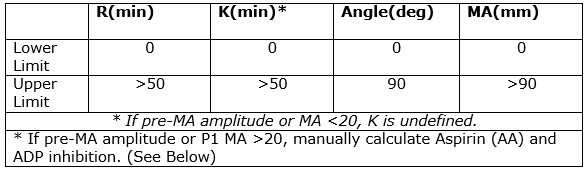 R(min) K(min)* Angle(deg) MA(mm)
Lower Limit 0 0 0 0
Upper Limit >50 >50 90 >90
* If pre-MA amplitude or MA <20, K is undefined.
* If pre-MA amplitude or P1 MA >20, manually calculate Aspirin (AA) and
ADP inhibition. (See Below)